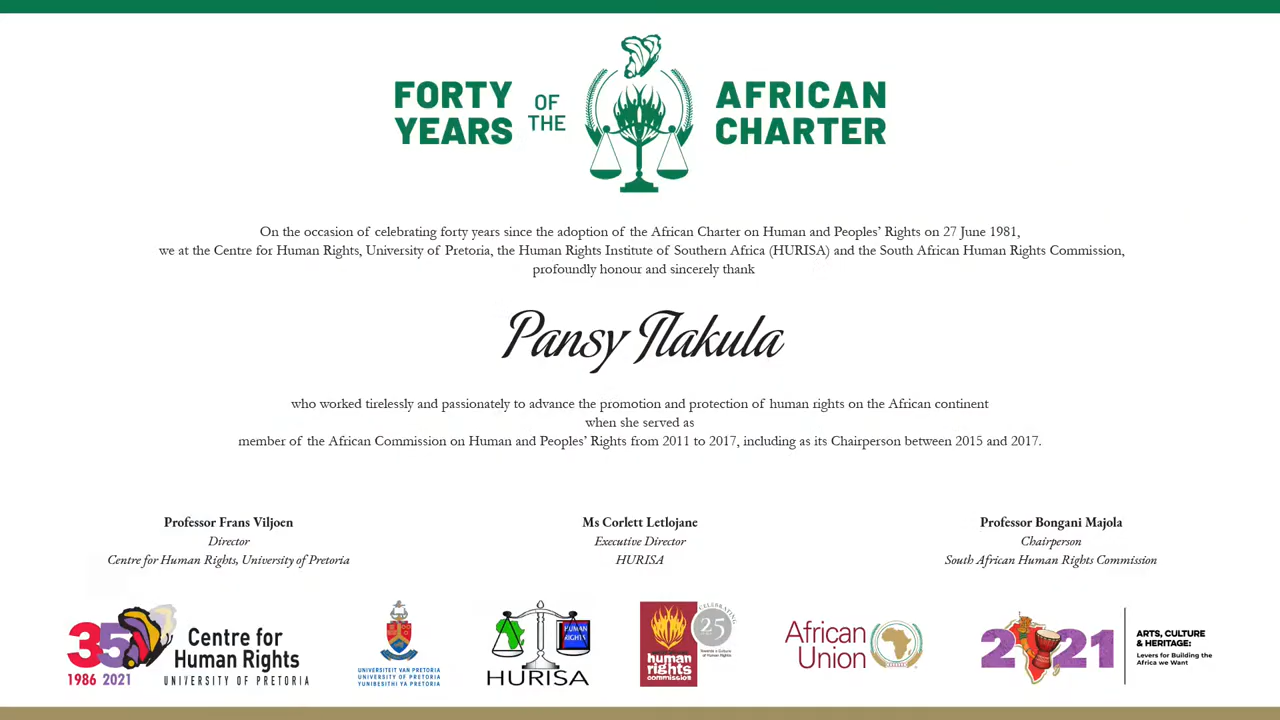 FORTY YEARS OF THE AFRICAN CHARTER
On the occasion of celebrating forty years since the adoption of the African Charter on Human and Peoples' Rights on 27 June 1981,
we at the Centre for Human Rights, University of Pretoria, the Human Rights Institute of Southern Africa (HURISA) and the South African Human Rights Commission,
profoundly honour and sincerely thank
Pansy Tlakula
who worked tirelessly and passionately to advance the promotion and protection of human rights on the African continent
when she served as
member of the African Commission on Human and Peoples' Rights from 2011 to 2017, including as its Chairperson between 2015 and 2017.
Professor Frans Viljoen
Director
Centre for Human Rights, University of Pretoria
Ms Corlett Letlojane
Executive Director
HURISA
Professor Bongani Majola
Chairperson
South African Human Rights Commission
35
1986 2021
Centre for
Human Rights
UNIVERSITY OF PRETORIA
UNIVERSITEIT VAN PRETORIA
UNIVERSITY OF PRETORIA
YUNIBESITHI YA PRETORIA
HUMAN
RIGHTS
HURISA
human
rights
commission
CELEBRATING
25
African
Union
2021
ARTS, CULTURE
& HERITAGE:
Levers for Building the
Africa we Want